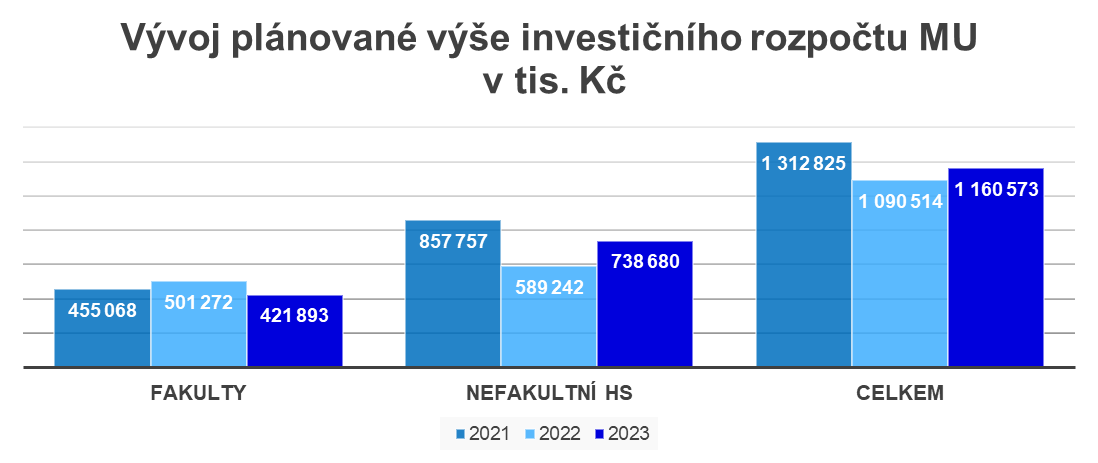 Vývoj plánované výše investičního rozpočtu MU
v tis. Kč
455 068
501 272
421 893
857 757
589 242
738 680
1 312 825
1 090 514
1 160 573
FAKULTY
NEFAKULTNÍ HS
CELKEM
2021
2022
2023